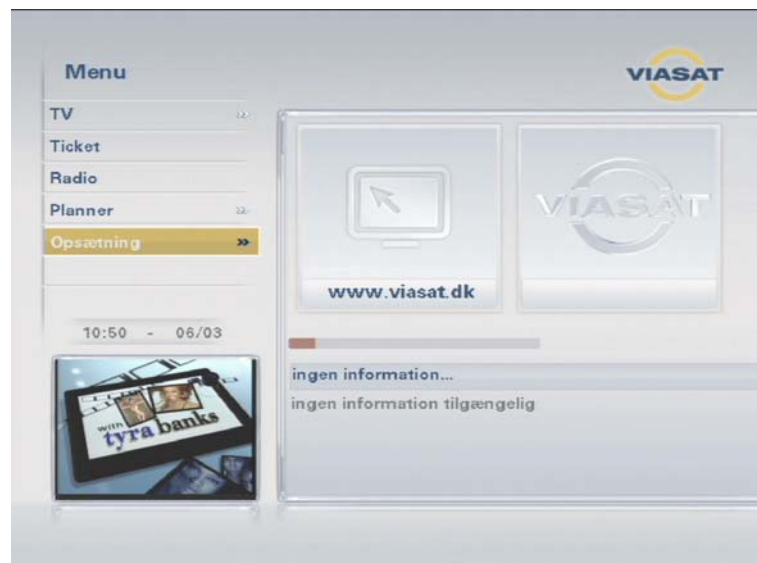 Menu
VIASAT
TV
Ticket
Radio
Planner
Opsætning
10:50 - 06/03
VIASAT
www.viasat.dk
ingen information...
ingen information tilgængelig
with
tyra banks